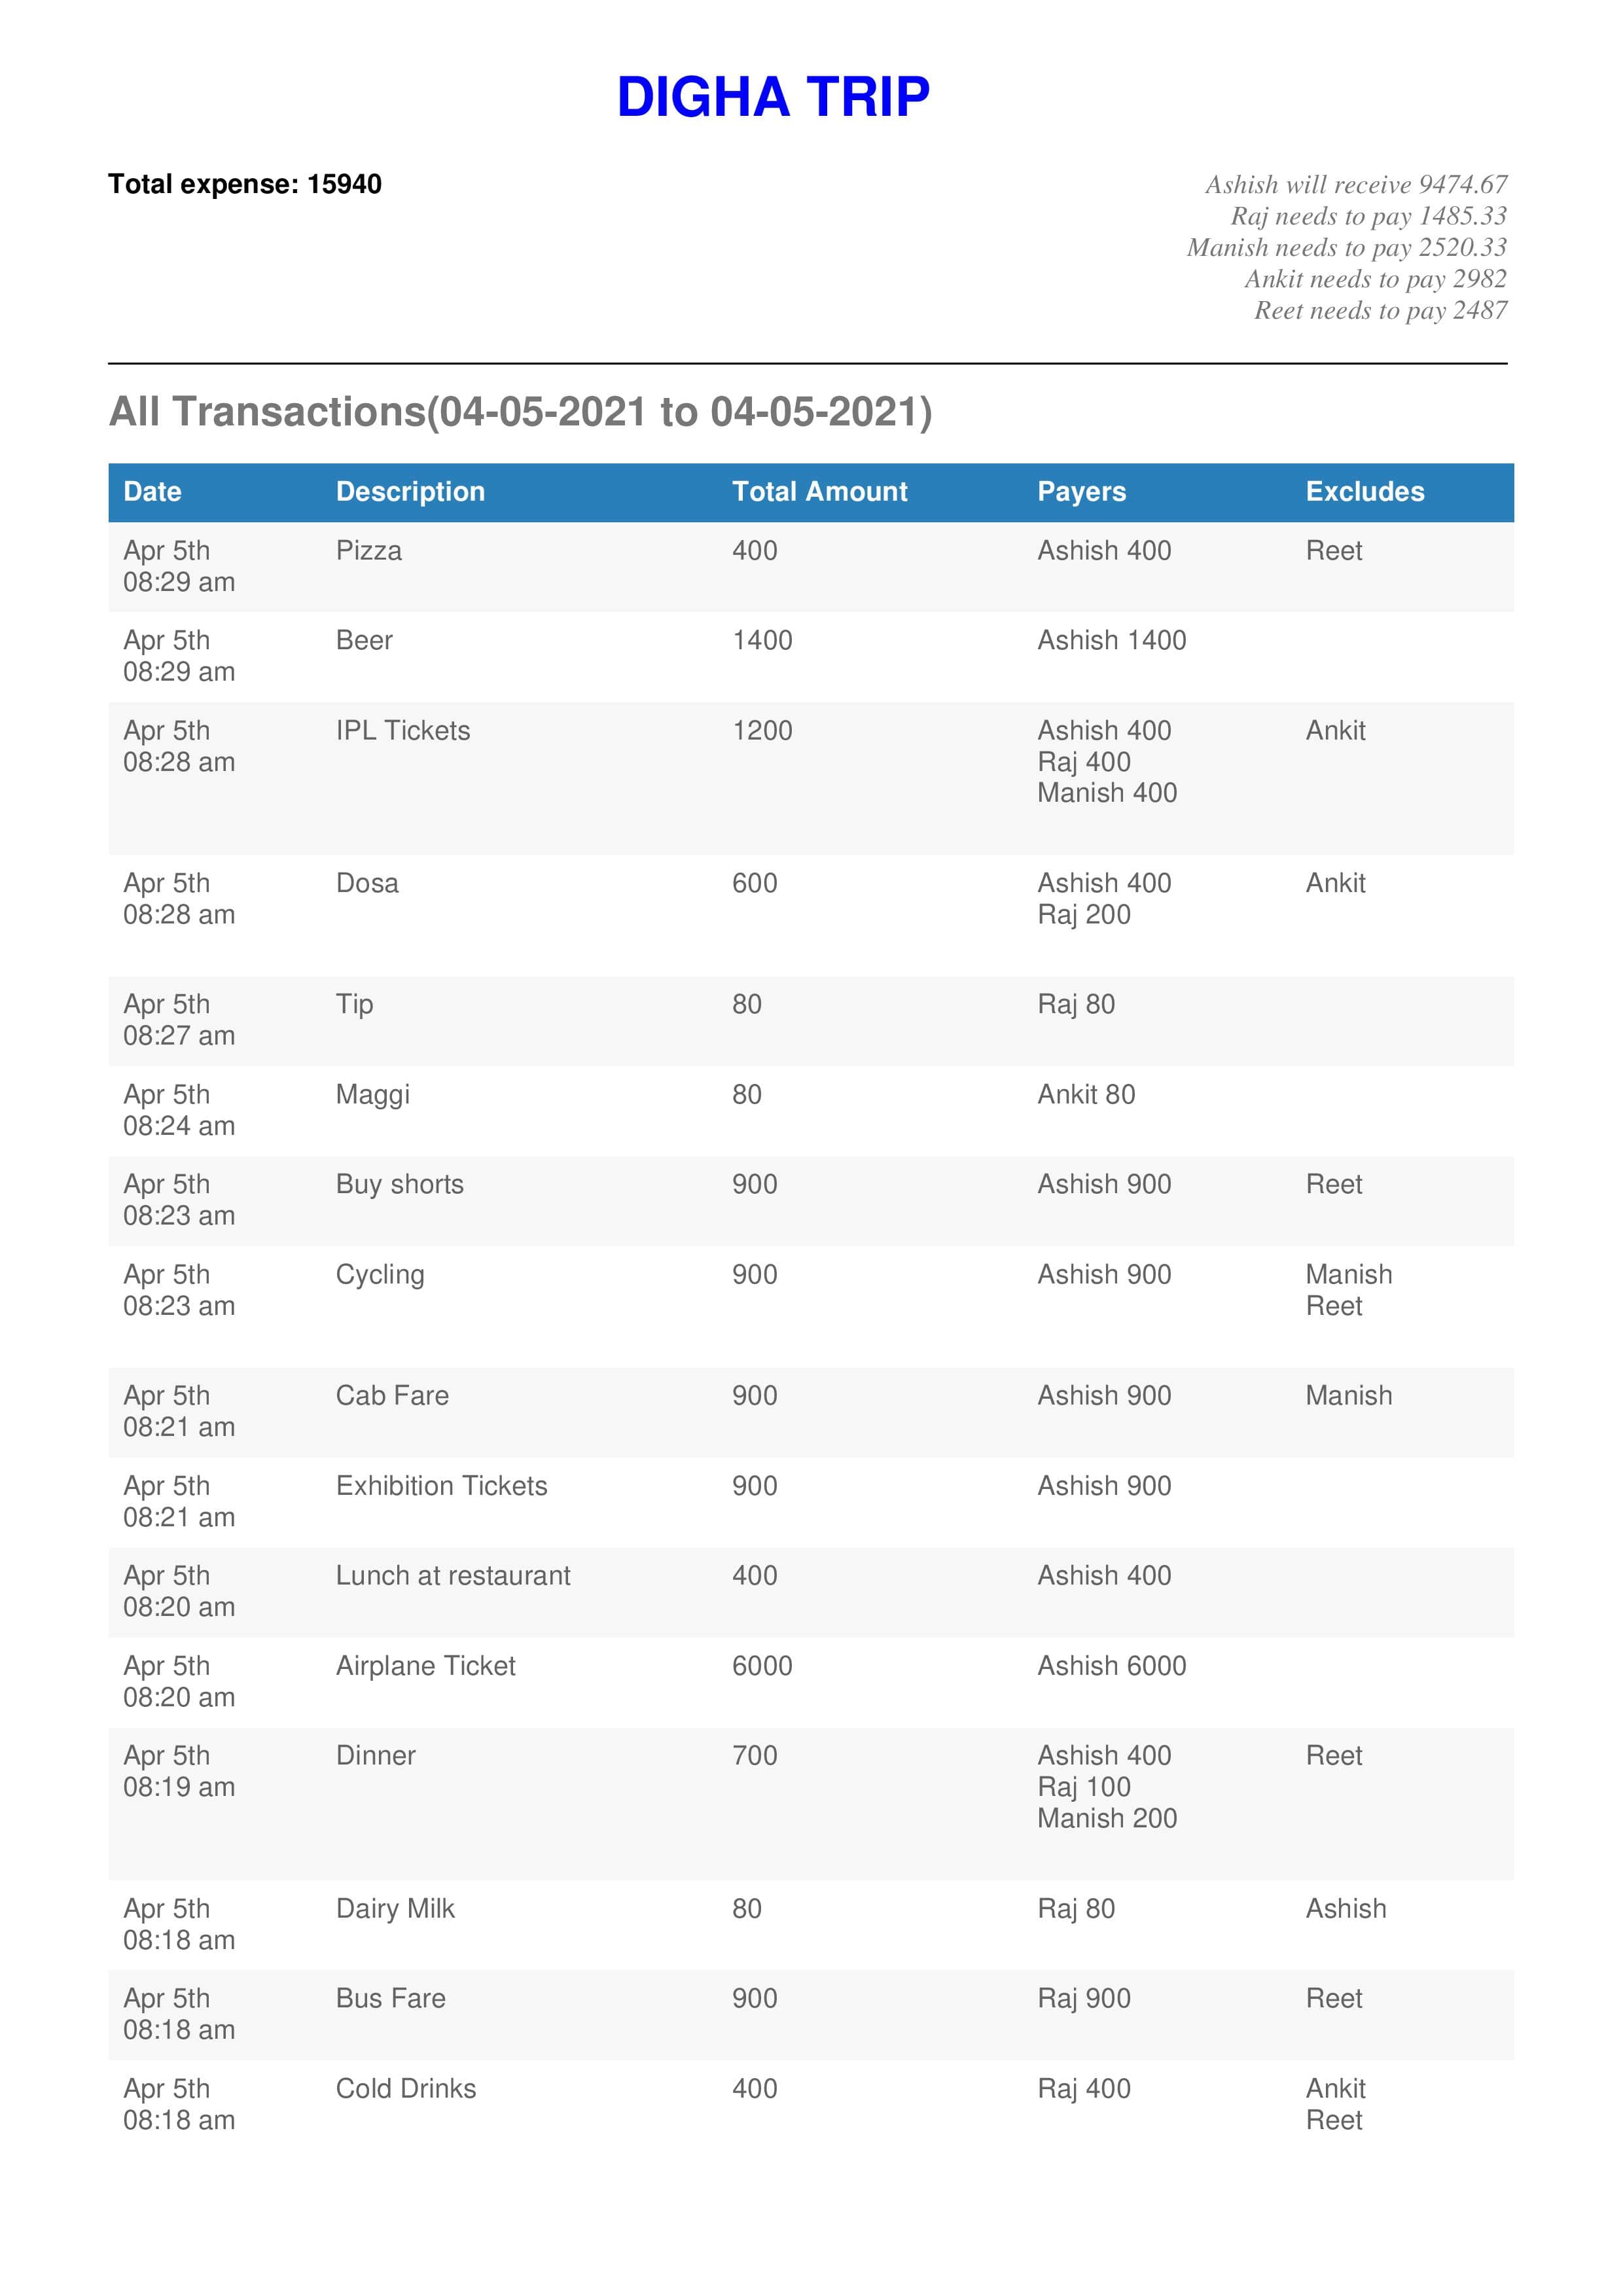 DIGHA TRIP
Total expense: 15940
Ashish will receive 9474.67
Raj needs to pay 1485.33
Manish needs to pay 2520.33
Ankit needs to pay 2982
Reet needs to pay 2487
All Transactions(04-05-2021 to 04-05-2021)
Date Description Total Amount Payers Excludes
Apr 5th Pizza 400 Ashish 400 Reet
08:29 am
Apr 5th Beer 1400 Ashish 1400
08:29 am
Apr 5th IPL Tickets 1200 Ashish 400 Ankit
08:28 am Raj 400
Manish 400
Apr 5th Dosa 600 Ashish 400 Ankit
08:28 am Raj 200
Apr 5th Tip 80 Raj 80
08:27 am
Apr 5th Maggi 80 Ankit 80
08:24 am
Apr 5th Buy shorts 900 Ashish 900 Reet
08:23 am
Apr 5th Cycling 900 Ashish 900 Manish
08:23 am Reet
Apr 5th Cab Fare 900 Ashish 900 Manish
08:21 am
Apr 5th Exhibition Tickets 900 Ashish 900
08:21 am
Apr 5th Lunch at restaurant 400 Ashish 400
08:20 am
Apr 5th Airplane Ticket 6000 Ashish 6000
08:20 am
Apr 5th Dinner 700 Ashish 400 Reet
08:19 am Raj 100
Manish 200
Apr 5th Dairy Milk 80 Raj 80 Ashish
08:18 am
Apr 5th Bus Fare 900 Raj 900 Reet
08:18 am
Apr 5th Cold Drinks 400 Raj 400 Ankit
08:18 am Reet